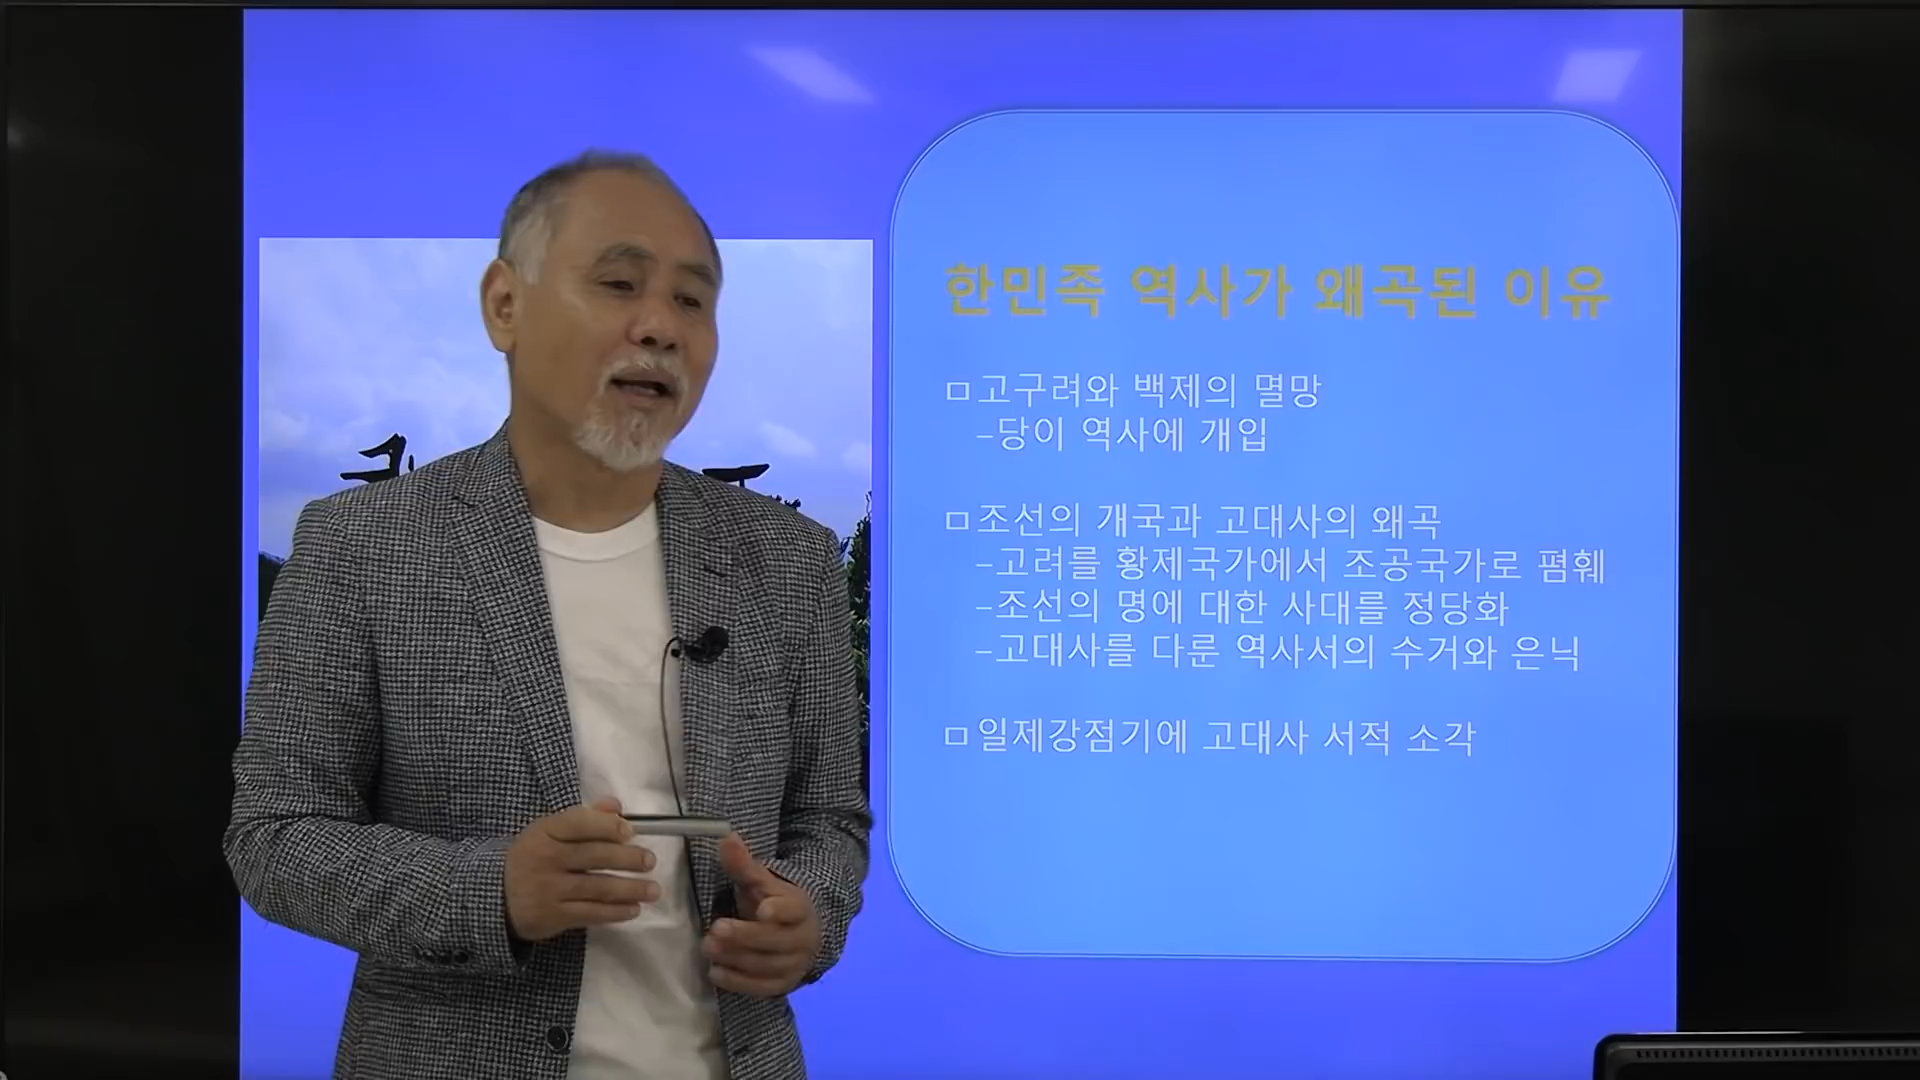 한민족 역사가 왜곡된 이유
□고구려와 백제의 멸망
-당이 역사에 개입
□조선의 개국과 고대사의 왜곡
-고려를 황제국가에서 조공국가로 폄훼
-조선의 명에 대한 사대를 정당화
-고대사를 다룬 역사서의 수거와 은닉
□일제강점기에 고대사 서적 소각